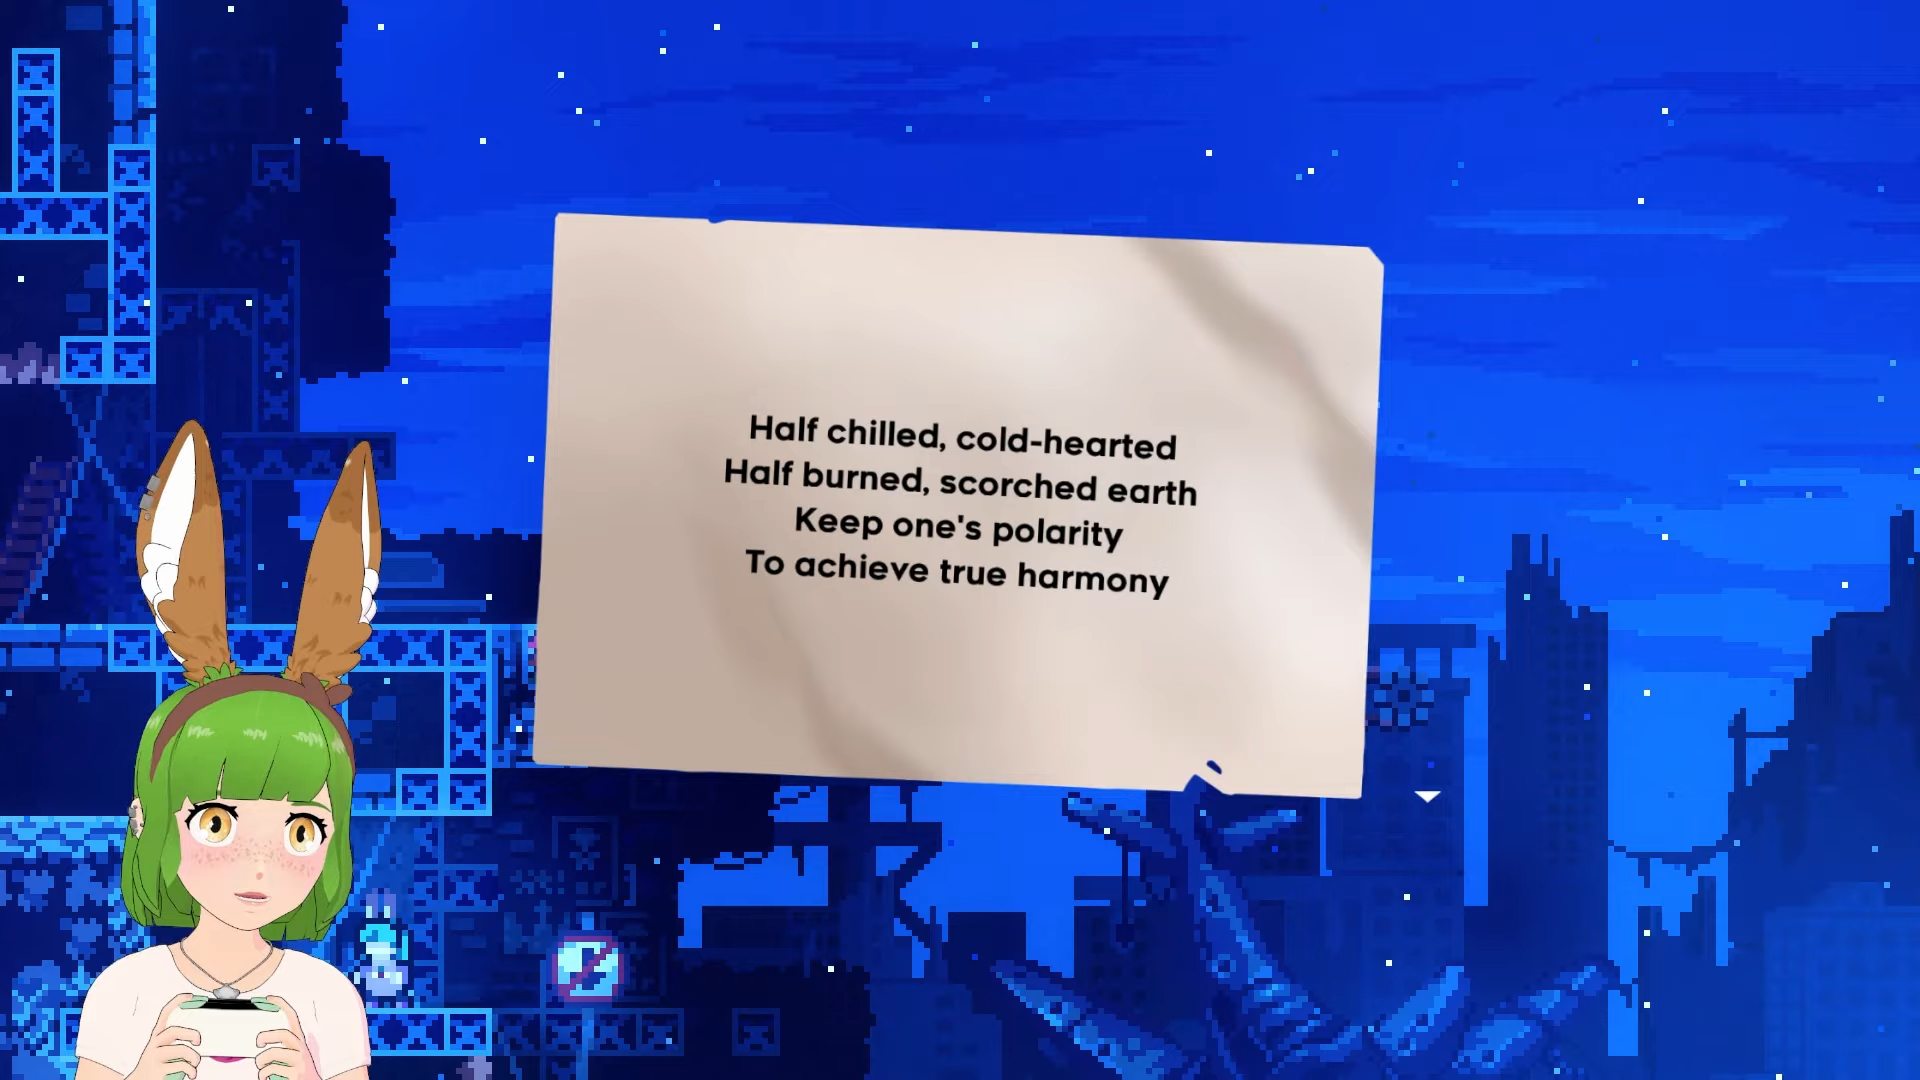 Half chilled, cold-hearted
Half burned, scorched earth
Keep one's polarity
To achieve true harmony